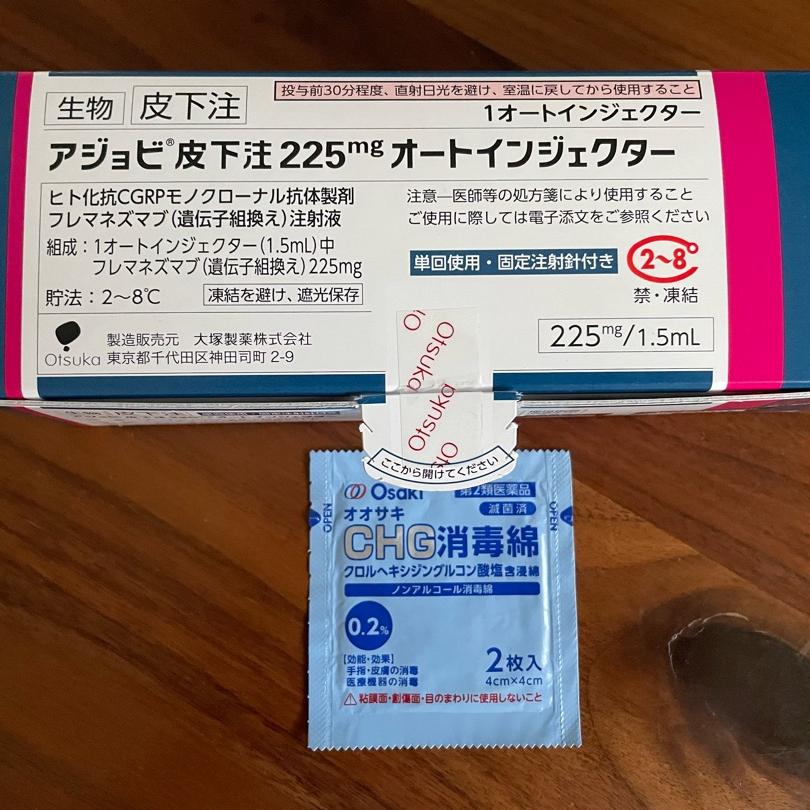 投与前30分程度、直射日光を避け、室温に戻してから使用すること
生物 皮下注
1オートインジェクター
アジョビ®皮下注225mgオートインジェクター
ヒト化抗CGRPモノクローナル抗体製剤
フレマネズマブ(遺伝子組換え)注射液
組成:1オートインジェクター(1.5mL)中
フレマネズマブ(遺伝子組換え)225mg
貯法:2〜8℃ 凍結を避け、遮光保存
注意―医師等の処方箋により使用すること
ご使用に際しては電子添文をご参照ください
単回使用・固定注射針付き
2〜8°
禁・凍結
225mg/1.5mL
Otsuka
製造販売元 大塚製薬株式会社
東京都千代田区神田司町2-9
Otsuka
Otsuka
Otsuka
ここから開けてください
Osaki
第2類医薬品
滅菌済
OPEN
OPEN
オオサキ
CHG消毒綿
クロルヘキシジングルコン酸塩含浸綿
ノンアルコール消毒綿
0.2%
【効能・効果】
手指・皮膚の消毒
医療機器の消毒
2枚入
4cm×4cm
粘膜面・創傷面・目のまわりに使用しないこと